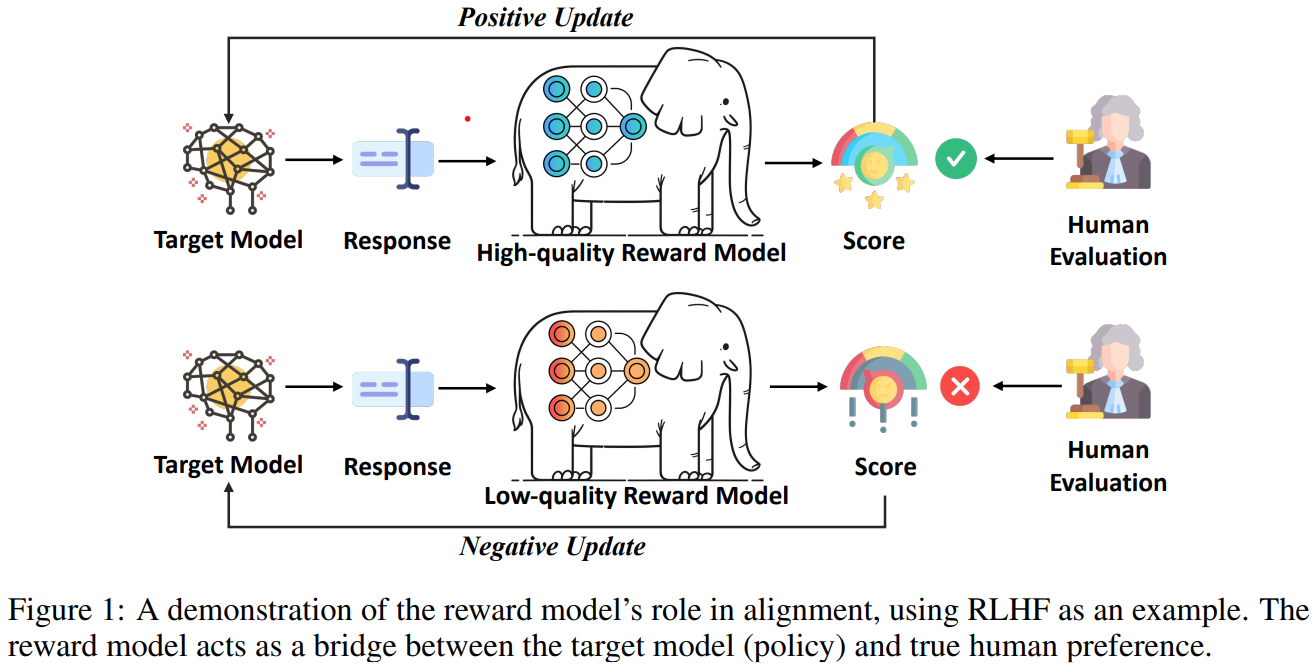 Positive Update
Target Model
Response
High-quality Reward Model
Score
Human
Evaluation
Target Model
Response
Low-quality Reward Model
Score
Human
Evaluation
Negative Update
Figure 1: A demonstration of the reward model's role in alignment, using RLHF as an example. The
reward model acts as a bridge between the target model (policy) and true human preference.